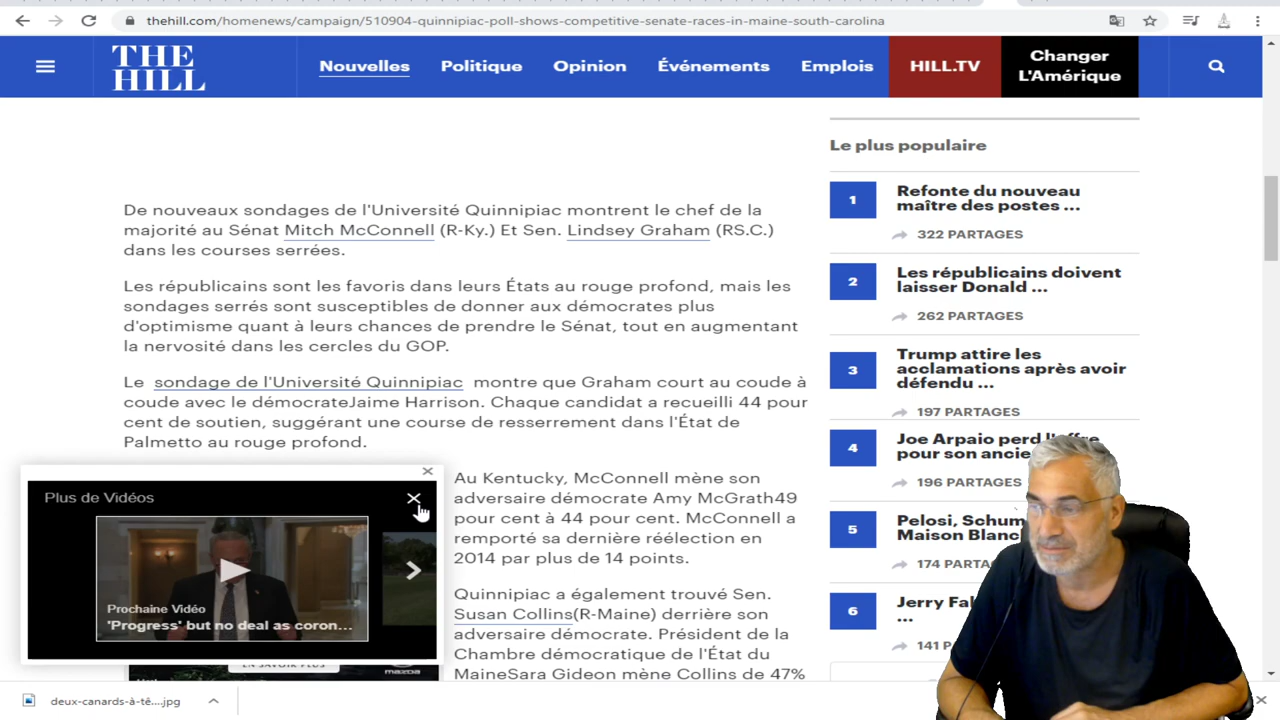 thehill.com/homenews/campaign/510904-quinnipiac-poll-shows-competitive-senate-races-in-maine-south-carolina
THE
HILL
Nouvelles
Politique
Opinion
Événements
Emplois
HILL.TV
Changer
L'Amérique
De nouveaux sondages de l'Université Quinnipiac montrent le chef de la
majorité au Sénat Mitch McConnell (R-Ky.) Et Sen. Lindsey Graham (RS.C.)
dans les courses serrées.
Les républicains sont les favoris dans leurs États au rouge profond, mais les
sondages serrés sont susceptibles de donner aux démocrates plus
d'optimisme quant à leurs chances de prendre le Sénat, tout en augmentant
la nervosité dans les cercles du GOP.
Le sondage de l'Université Quinnipiac montre que Graham court au coude à
coude avec le démocrateJaime Harrison. Chaque candidat a recueilli 44 pour
cent de soutien, suggérant une course de resserrement dans l'État de
Palmetto au rouge profond.
Au Kentucky, McConnell mène son
adversaire démocrate Amy McGrath49
pour cent à 44 pour cent. McConnell a
remporté sa dernière réélection en
2014 par plus de 14 points.
Quinnipiac a également trouvé Sen.
Susan Collins(R-Maine) derrière son
adversaire démocrate. Président de la
Chambre démocratique de l'État du
MaineSara Gideon mène Collins de 47%
Plus de Vidéos
Prochaine Vidéo
'Progress' but no deal as coron...
EN SAVOIR PLUS
mazda
Le plus populaire
1
Refonte du nouveau
maître des postes ...
322 PARTAGES
2
Les républicains doivent
laisser Donald ...
262 PARTAGES
3
Trump attire les
acclamations après avoir
défendu ...
197 PARTAGES
4
Joe Arpaio perd l'offre
pour son ancie
196 PARTAGES
5
Pelosi, Schum
Maison Blanc
174 PARTA
6
Jerry Fal
...
141 P
deux-canards-à-tê....jpg